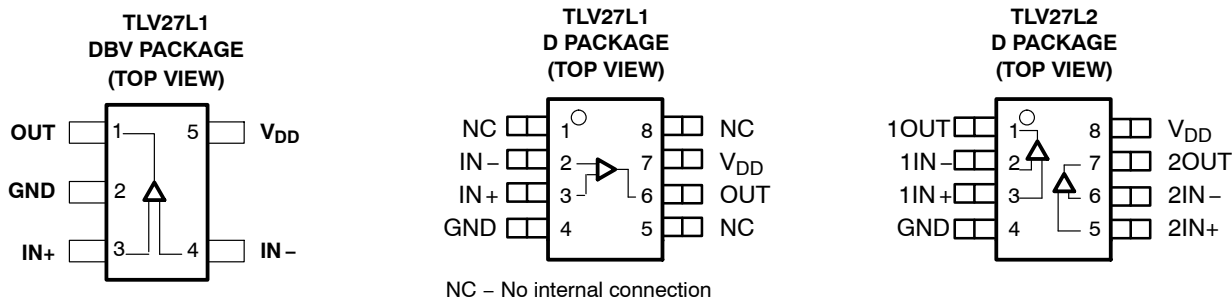 TLV27L1
DBV PACKAGE
(TOP VIEW)
OUT 1 5 VDD
GND 2
IN+ 3 4 IN−
TLV27L1
D PACKAGE
(TOP VIEW)
NC 1 8 NC
IN− 2 7 VDD
IN+ 3 6 OUT
GND 4 5 NC
NC − No internal connection
TLV27L2
D PACKAGE
(TOP VIEW)
1OUT 1 8 VDD
1IN− 2 7 2OUT
1IN+ 3 6 2IN−
GND 4 5 2IN+